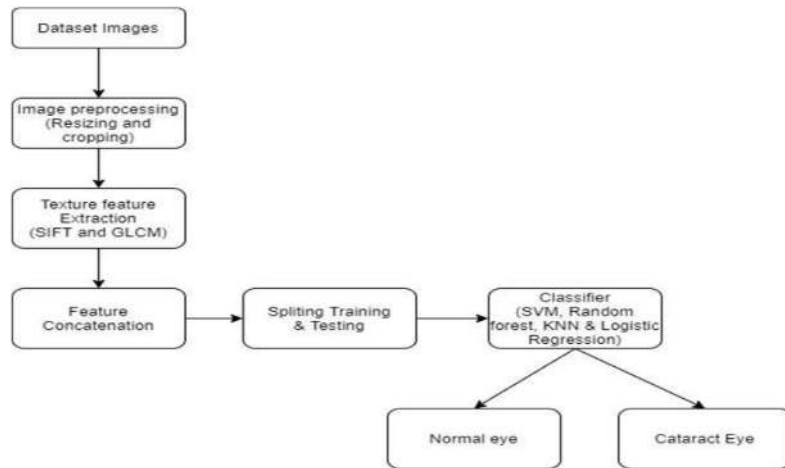 Dataset Images
Image preprocessing
(Resizing and
cropping)
Texture feature
Extraction
(SIFT and GLCM)
Feature
Concatenation
Spliting Training
& Testing
Classifier
(SVM, Random
forest, KNN & Logistic
Regression)
Normal eye
Cataract Eye